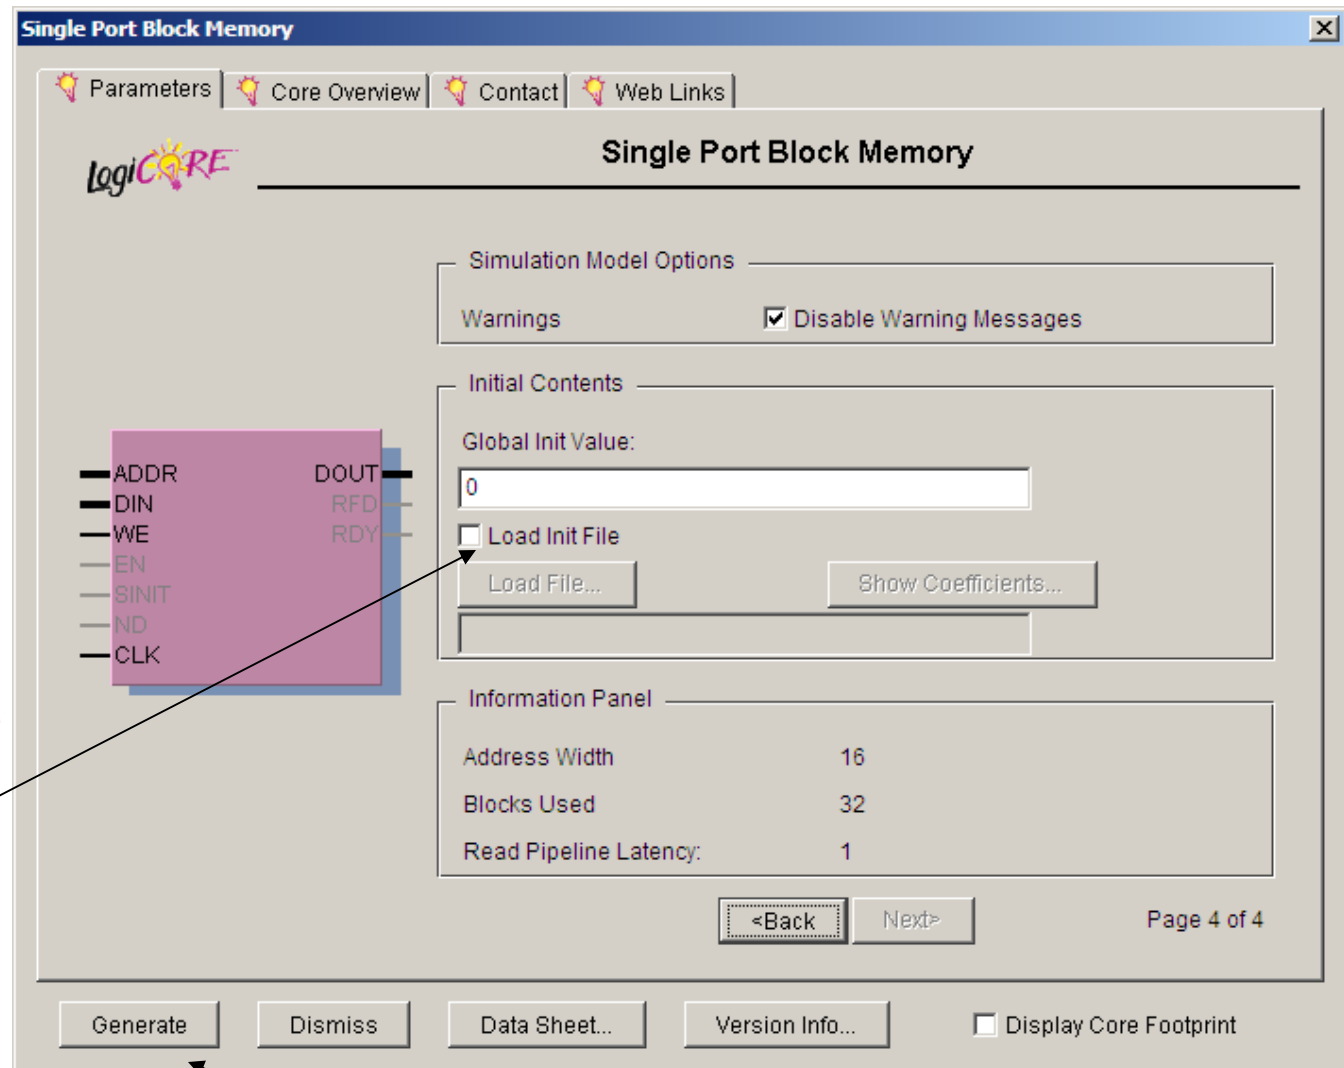 Single Port Block Memory
Parameters Core Overview Contact Web Links
LogiCORE
Single Port Block Memory
Simulation Model Options
Warnings Disable Warning Messages
Initial Contents
Global Init Value:
0
Load Init File
Load File... Show Coefficients...
ADDR DOUT
DIN RFD
WE RDY
EN
SINIT
ND
CLK
Information Panel
Address Width 16
Blocks Used 32
Read Pipeline Latency: 1
<Back Next> Page 4 of 4
Generate Dismiss Data Sheet... Version Info... Display Core Footprint